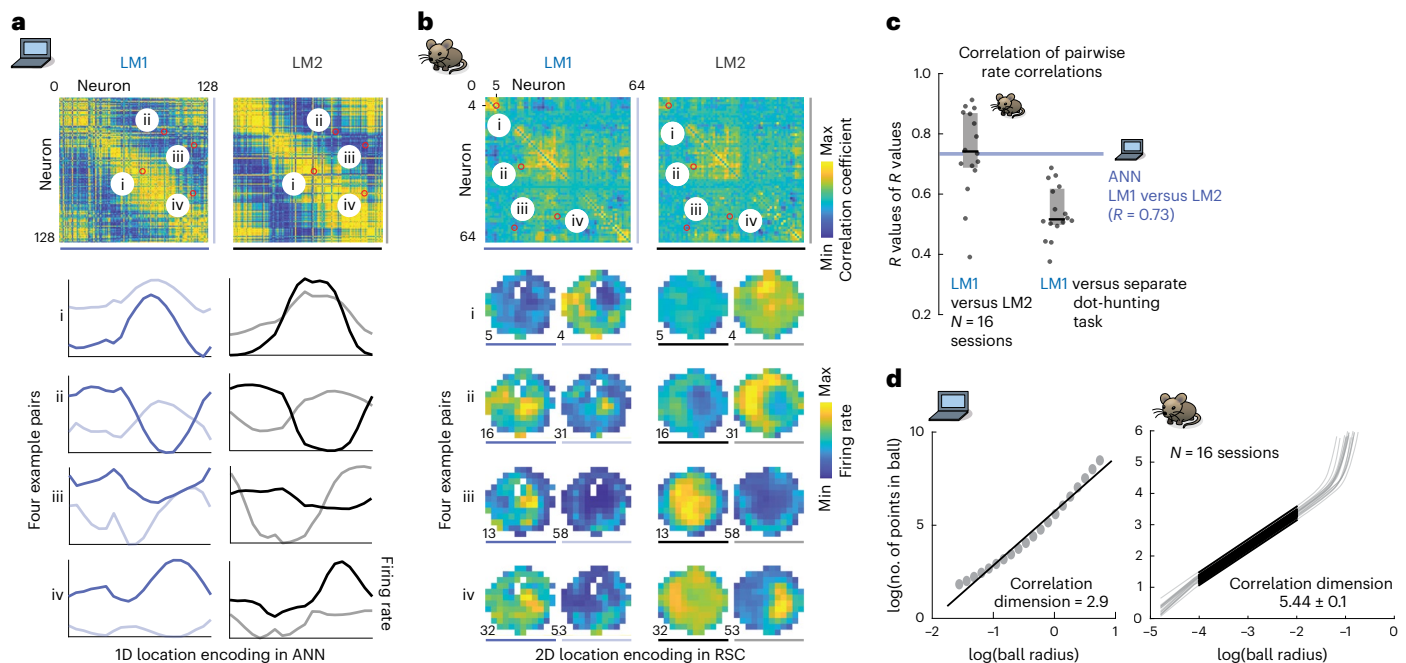 a
LM1
LM2
0
Neuron
128
Neuron
128
ii
iii
i
iv
ii
iii
i
iv
Four example pairs
i
ii
iii
iv
Firing rate
1D location encoding in ANN
b
LM1
LM2
0
5
Neuron
64
4
Neuron
64
i
ii
iii
iv
i
ii
iii
iv
Max
Correlation coefficient
Min
Four example pairs
i
5
4
5
4
ii
16
31
16
31
iii
13
58
13
58
iv
32
53
32
53
Max
Firing rate
Min
2D location encoding in RSC
c
Correlation of pairwise
rate correlations
R values of R values
1.0
0.8
0.6
0.4
0.2
ANN
LM1 versus LM2
(R = 0.73)
LM1
versus LM2
N = 16
sessions
LM1 versus separate
dot-hunting
task
d
log(no. of points in ball)
10
5
0
−2
−1
0
1
log(ball radius)
Correlation
dimension = 2.9
N = 16 sessions
6
5
4
3
2
1
0
−5
−4
−3
−2
−1
0
log(ball radius)
Correlation dimension
5.44 ± 0.1